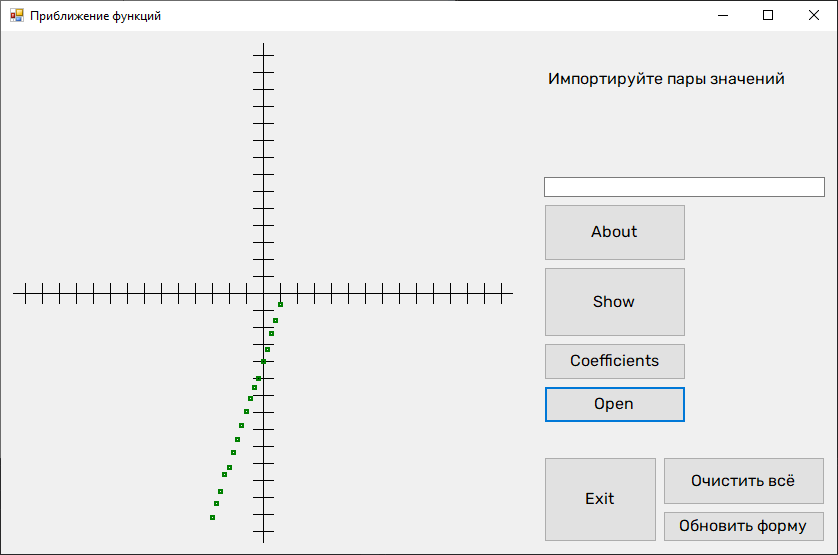 Приближение функций
Импортируйте пары значений
About
Show
Coefficients
Open
Exit
Очистить всё
Обновить форму